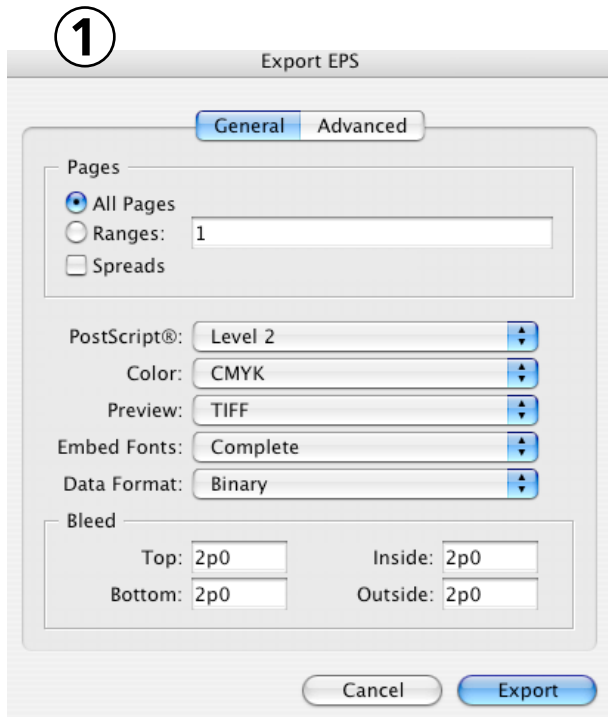 1
Export EPS
General Advanced
Pages
All Pages
Ranges: 1
Spreads
PostScript®: Level 2
Color: CMYK
Preview: TIFF
Embed Fonts: Complete
Data Format: Binary
Bleed
Top: 2p0 Inside: 2p0
Bottom: 2p0 Outside: 2p0
Cancel Export